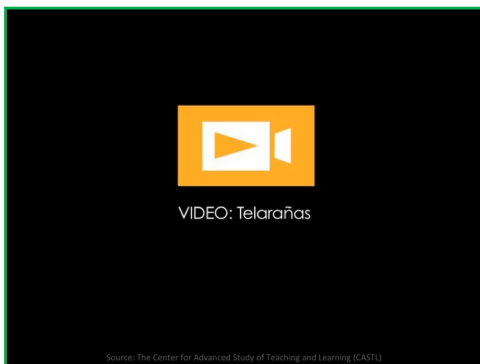 VIDEO: Telarañas
Source: The Center for Advanced Study of Teaching and Learning (CASTL)